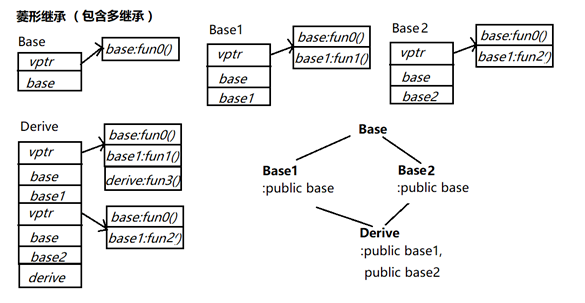 菱形继承（包含多继承）
Base
vptr
base
base:fun0()
Base1
vptr
base
base1
base:fun0()
base1:fun1()
Base2
vptr
base
base2
base:fun0()
base1:fun2()
Derive
vptr
base
base1
vptr
base
base2
derive
base:fun0()
base1:fun1()
derive:fun3()
base:fun0()
base1:fun2()
Base
Base1
:public base
Base2
:public base
Derive
:public base1,
public base2